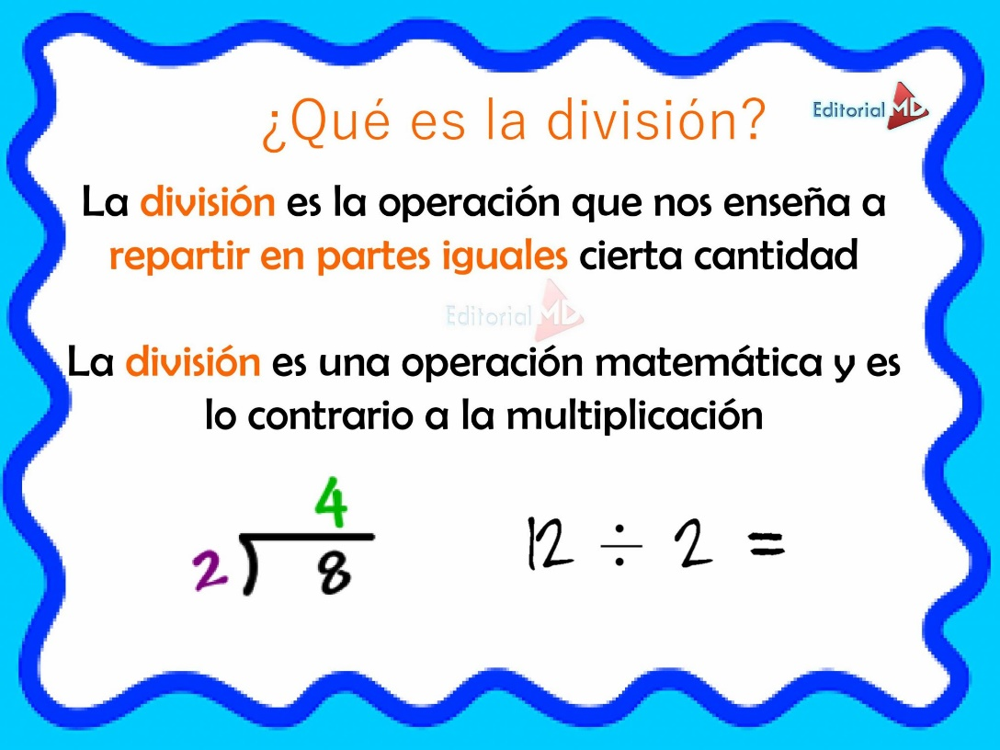 ¿Qué es la división?
Editorial MD
La división es la operación que nos enseña a
repartir en partes iguales cierta cantidad
Editorial MD
La división es una operación matemática y es
lo contrario a la multiplicación
4
2 ) 8
12 ÷ 2 =